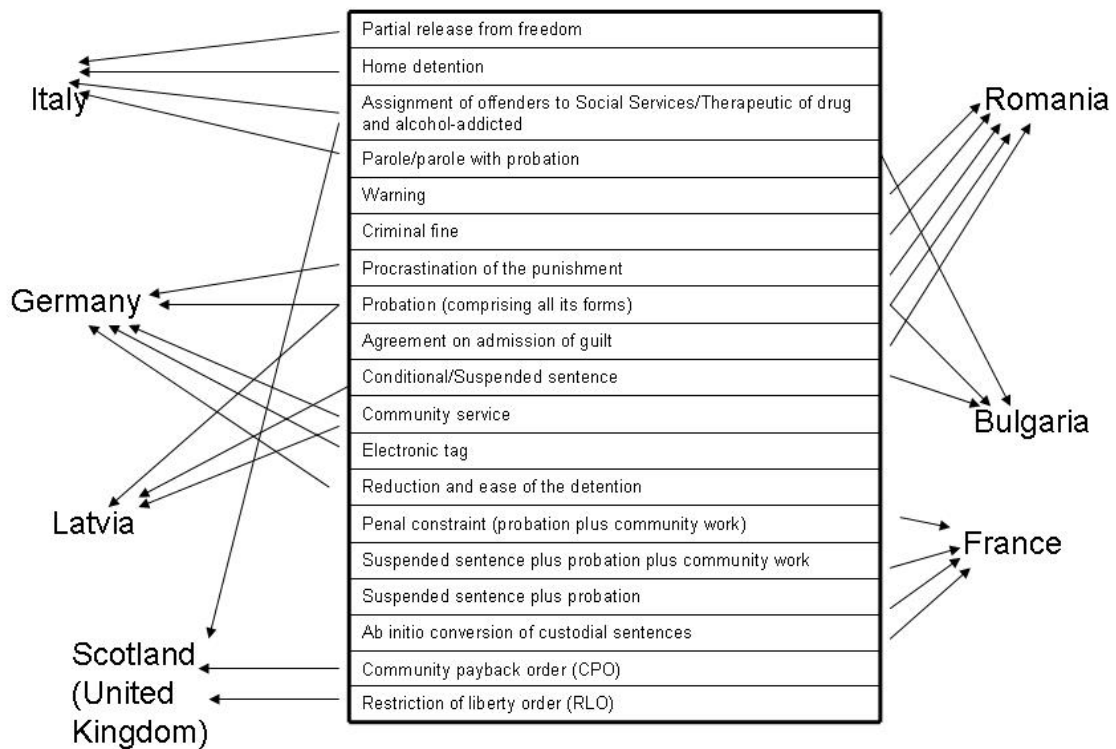 Partial release from freedom
Home detention
Italy
Assignment of offenders to Social Services/Therapeutic of drug
and alcohol-addicted
Romania
Parole/parole with probation
Warning
Criminal fine
Procrastination of the punishment
Germany
Probation (comprising all its forms)
Agreement on admission of guilt
Conditional/Suspended sentence
Community service
Bulgaria
Electronic tag
Reduction and ease of the detention
Latvia
Penal constraint (probation plus community work)
France
Suspended sentence plus probation plus community work
Suspended sentence plus probation
Ab initio conversion of custodial sentences
Scotland
(United
Kingdom)
Community payback order (CPO)
Restriction of liberty order (RLO)